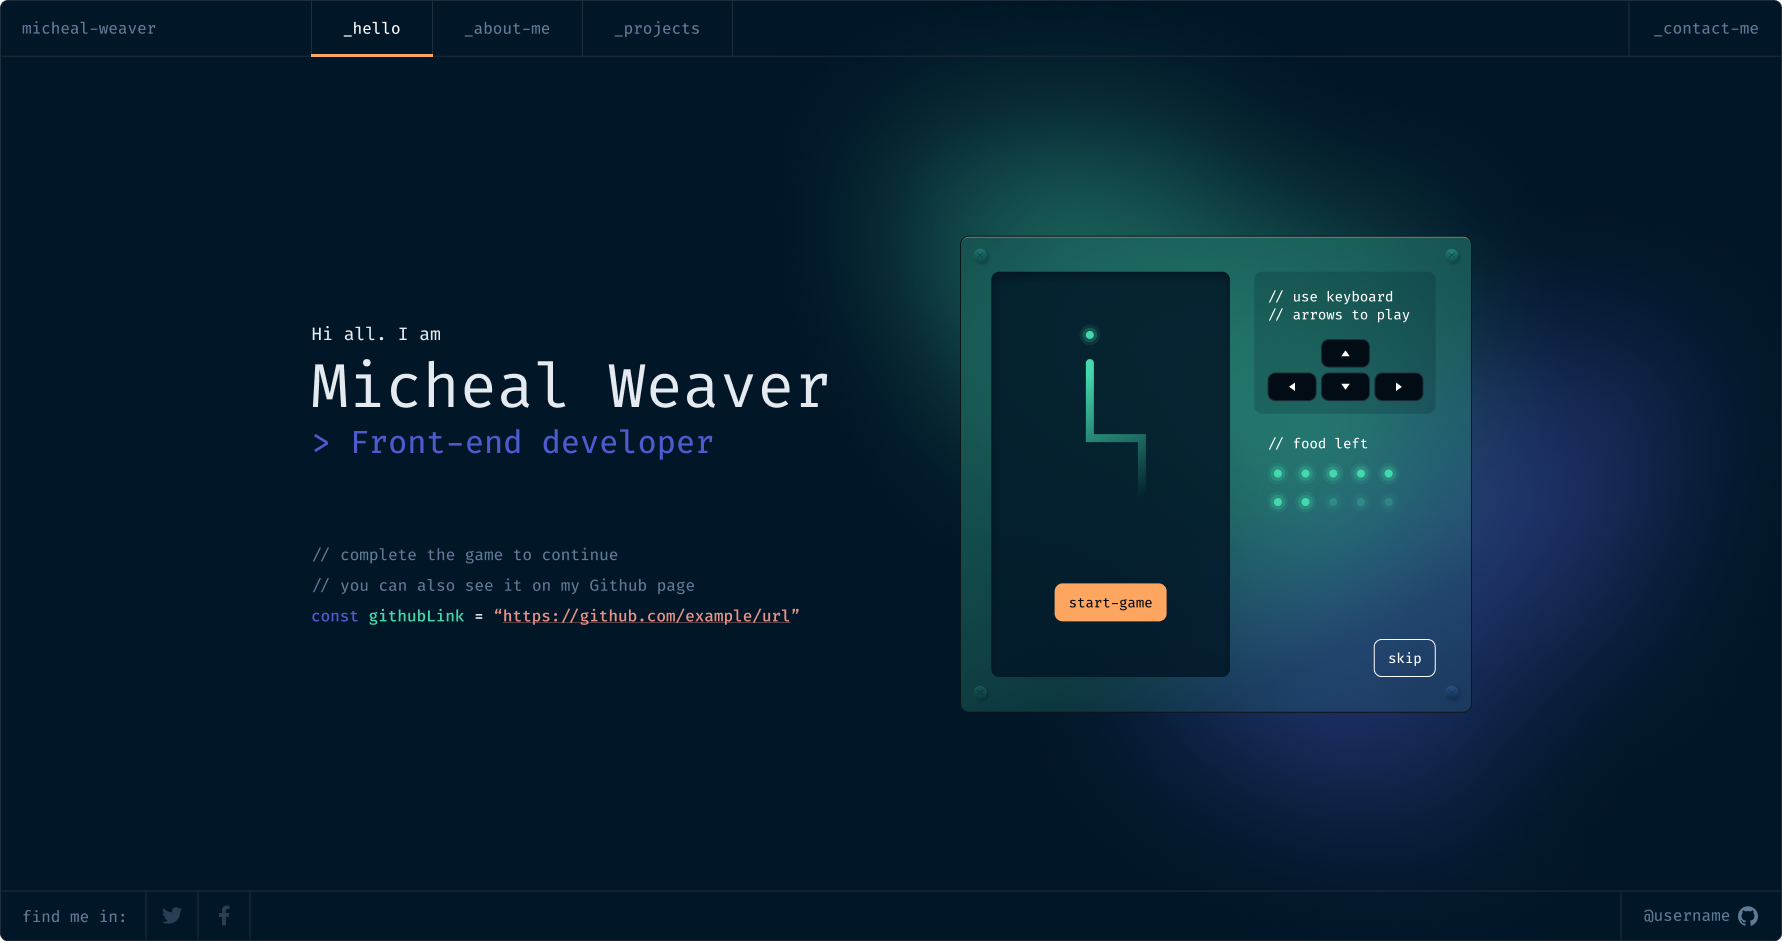 micheal-weaver
_hello
_about-me
_projects
_contact-me
Hi all. I am
Micheal Weaver
> Front-end developer
// complete the game to continue
// you can also see it on my Github page
const githubLink = “https://github.com/example/url”
start-game
// use keyboard
// arrows to play
// food left
skip
find me in:
@username